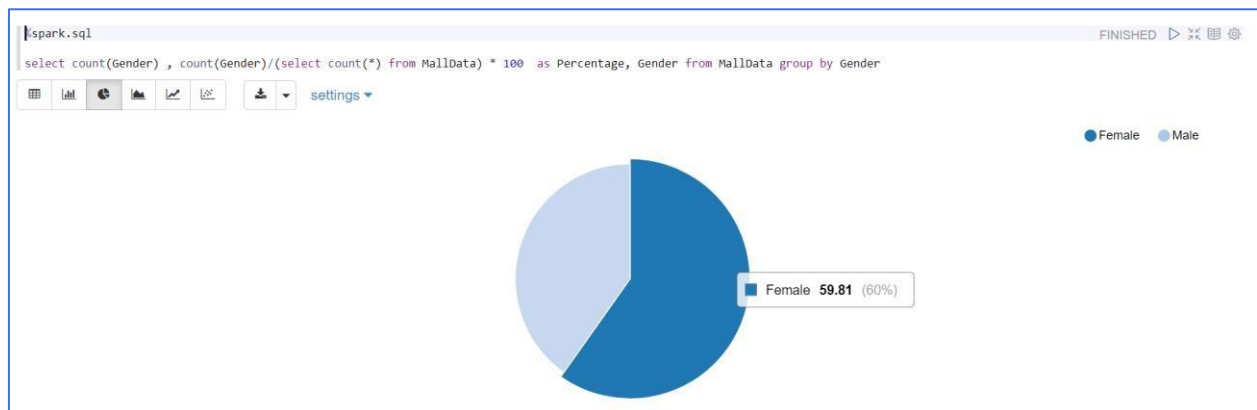 %spark.sql
FINISHED
select count(Gender) , count(Gender)/(select count(*) from MallData) * 100  as Percentage, Gender from MallData group by Gender
settings
Female Male
Female 59.81 (60%)